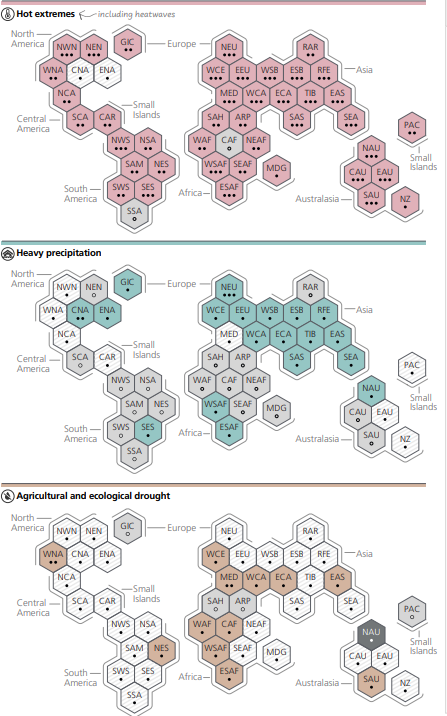 Hot extremes including heatwaves
North America
NWN NEN GIC Europe NEU RAR
WNA CNA ENA WCE EEU WSB ESB RFE Asia
NCA MED WCA ECA TIB EAS
Central America SCA CAR Small Islands SAH ARP SAS SEA PAC
NWS NSA WAF CAF NEAF NAU Small Islands
SAM NES WSAF SEAF MDG CAU EAU
South America SWS SES Africa ESAF Australasia SAU NZ
SSA
Heavy precipitation
North America
NWN NEN GIC Europe NEU RAR
WNA CNA ENA WCE EEU WSB ESB RFE Asia
NCA MED WCA ECA TIB EAS
Central America SCA CAR Small Islands SAH ARP SAS SEA PAC
NWS NSA WAF CAF NEAF NAU Small Islands
SAM NES WSAF SEAF MDG CAU EAU
South America SWS SES Africa ESAF Australasia SAU NZ
SSA
Agricultural and ecological drought
North America
NWN NEN GIC Europe NEU RAR
WNA CNA ENA WCE EEU WSB ESB RFE Asia
NCA MED WCA ECA TIB EAS
Central America SCA CAR Small Islands SAH ARP SAS SEA PAC
NWS NSA WAF CAF NEAF NAU Small Islands
SAM NES WSAF SEAF MDG CAU EAU
South America SWS SES Africa ESAF Australasia SAU NZ
SSA